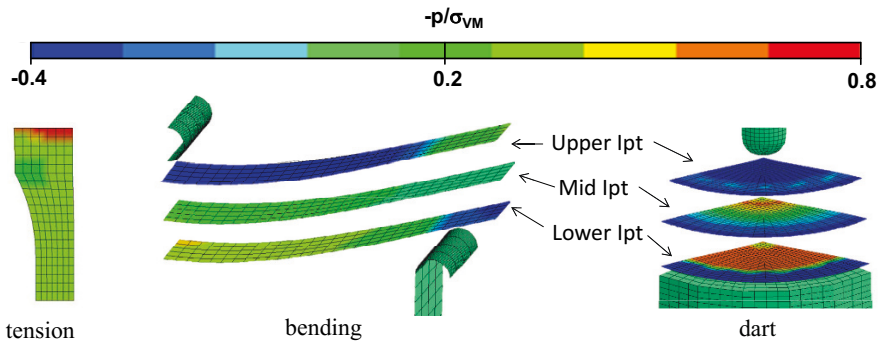 -p/σVM
-0.4
0.2
0.8
Upper Ipt
Mid Ipt
Lower Ipt
tension
bending
dart